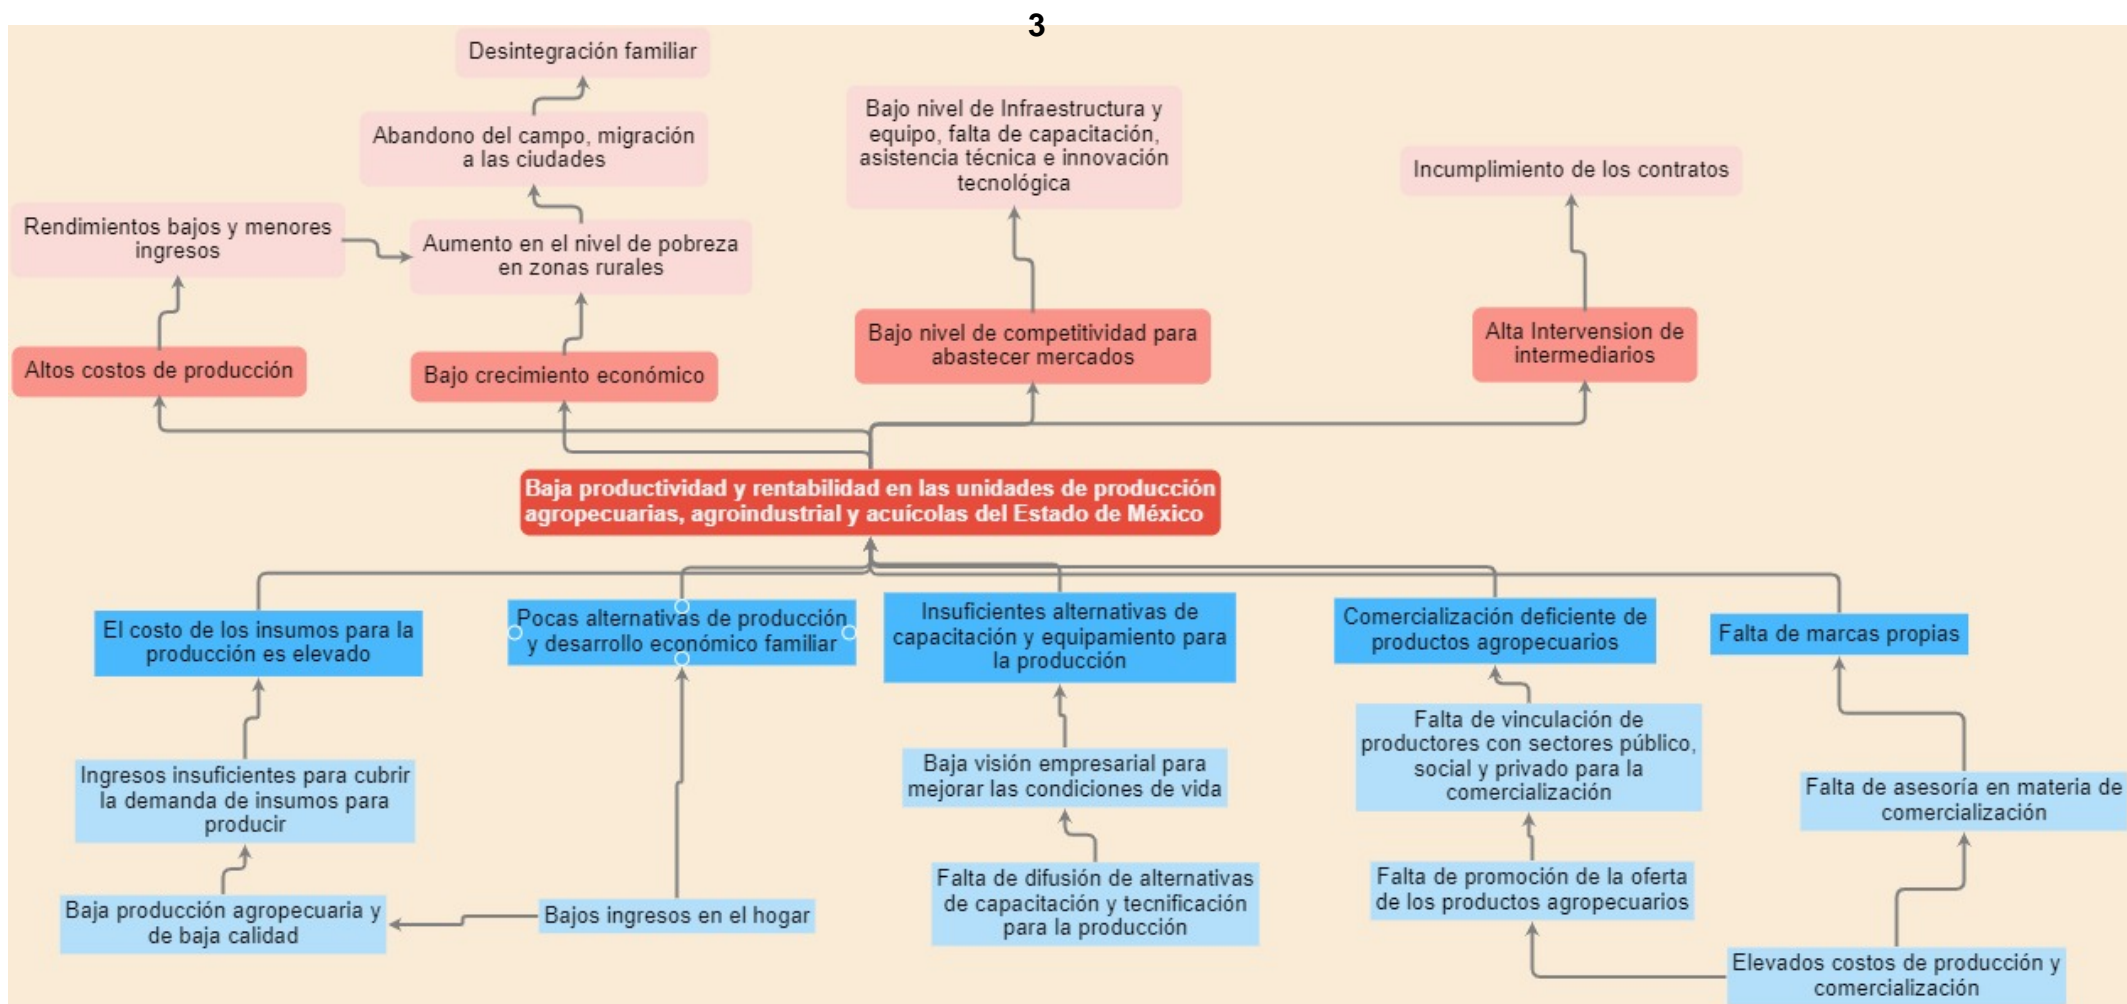 3
Desintegración familiar
Abandono del campo, migración
a las ciudades
Bajo nivel de Infraestructura y
equipo, falta de capacitación,
asistencia técnica e innovación
tecnológica
Incumplimiento de los contratos
Rendimientos bajos y menores
ingresos
Aumento en el nivel de pobreza
en zonas rurales
Altos costos de producción
Bajo crecimiento económico
Bajo nivel de competitividad para
abastecer mercados
Alta Intervension de
intermediarios
Baja productividad y rentabilidad en las unidades de producción
agropecuarias, agroindustrial y acuícolas del Estado de México
El costo de los insumos para la
producción es elevado
Pocas alternativas de producción
y desarrollo económico familiar
Insuficientes alternativas de
capacitación y equipamiento para
la producción
Comercialización deficiente de
productos agropecuarios
Falta de marcas propias
Ingresos insuficientes para cubrir
la demanda de insumos para
producir
Baja visión empresarial para
mejorar las condiciones de vida
Falta de vinculación de
productores con sectores público,
social y privado para la
comercialización
Falta de asesoría en materia de
comercialización
Baja producción agropecuaria y
de baja calidad
Bajos ingresos en el hogar
Falta de difusión de alternativas
de capacitación y tecnificación
para la producción
Falta de promoción de la oferta
de los productos agropecuarios
Elevados costos de producción y
comercialización